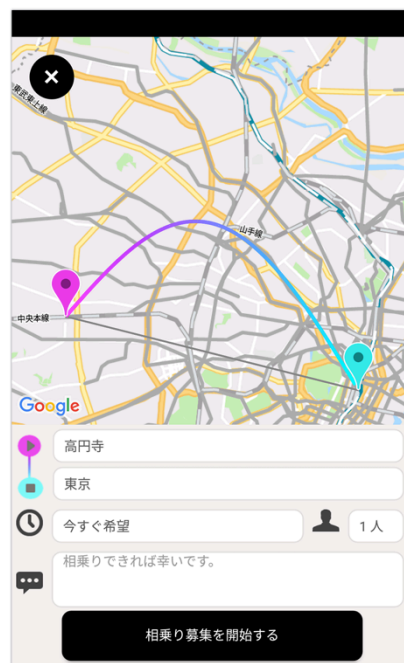 東武東上線
山手線
中央本線
Google
高円寺
東京
今すぐ希望
1人
相乗りできれば幸いです。
相乗り募集を開始する